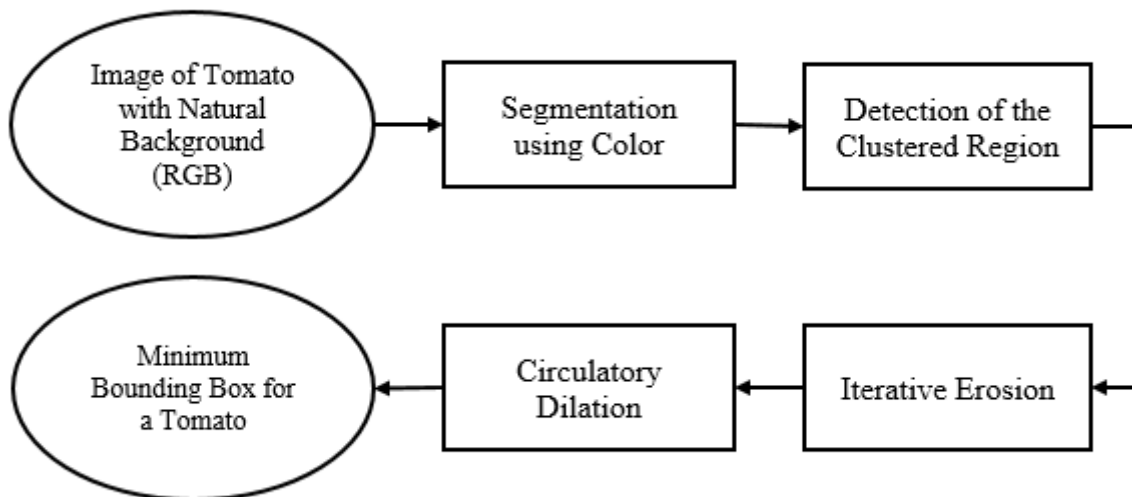 Image of Tomato
with Natural
Background
(RGB)
Segmentation
using Color
Detection of the
Clustered Region
Iterative Erosion
Circulatory
Dilation
Minimum
Bounding Box for
a Tomato